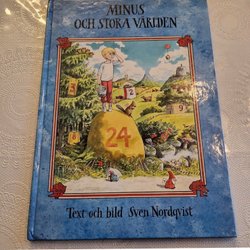 MINUS
OCH STORA VÄRLDEN
24
Text och bild Sven Nordqvist